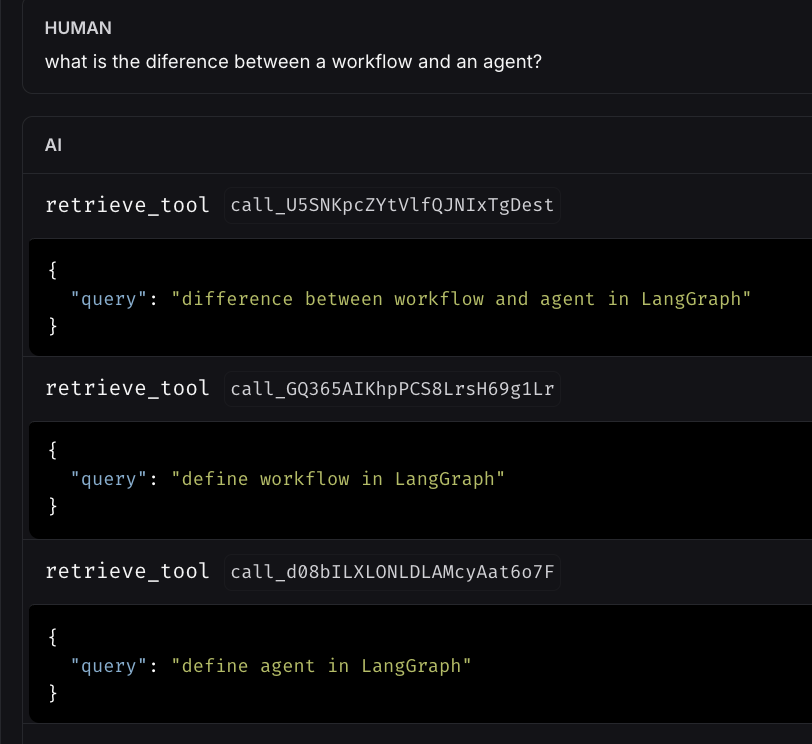 HUMAN
what is the diference between a workflow and an agent?
AI
retrieve_tool call_U5SNKpcZYtVlfQJNIxTgDest
{
"query": "difference between workflow and agent in LangGraph"
}
retrieve_tool call_GQ365AIKhpPCS8LrsH69g1Lr
{
"query": "define workflow in LangGraph"
}
retrieve_tool call_d08bILXLONLDLAMcyAat6o7F
{
"query": "define agent in LangGraph"
}